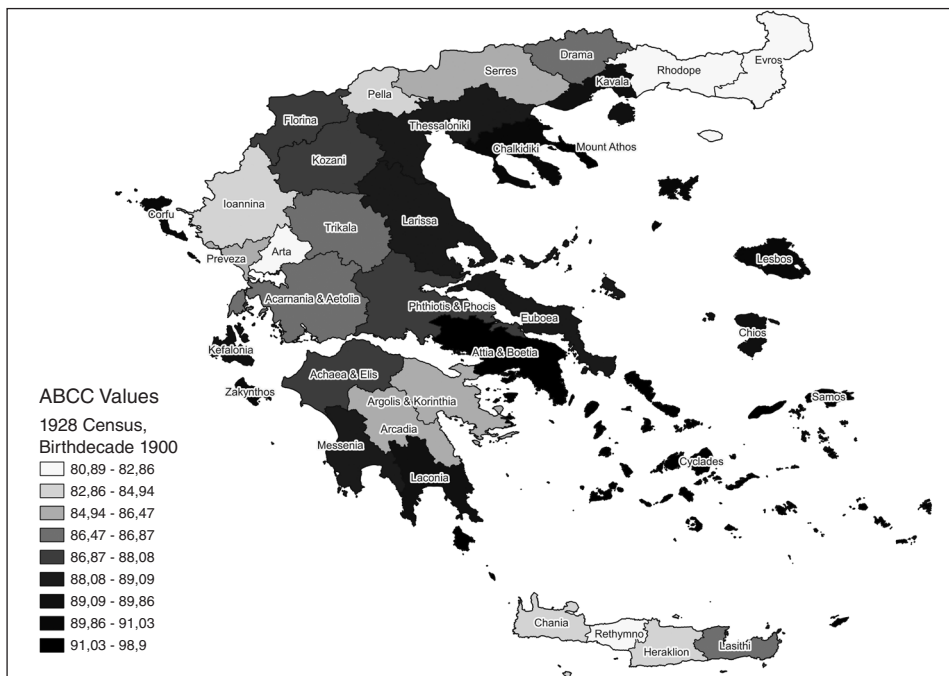 Drama
Evros
Serres
Rhodope
Kavala
Pella
Florina
Thessaloniki
Chalkidiki
Mount Athos
Kozani
Ioannina
Corfu
Trikala
Larissa
Arta
Preveza
Lesbos
Acarnania & Aetolia
Phthiotis & Phocis
Euboea
Chios
Kefalonia
Attia & Boetia
Achaea & Elis
Zakynthos
Argolis & Korinthia
Samos
Arcadia
Messenia
Cyclades
Laconia
ABCC Values
1928 Census,
Birthdecade 1900
80,89 - 82,86
82,86 - 84,94
84,94 - 86,47
86,47 - 86,87
86,87 - 88,08
88,08 - 89,09
89,09 - 89,86
89,86 - 91,03
91,03 - 98,9
Chania
Rethymno
Heraklion
Lasithi